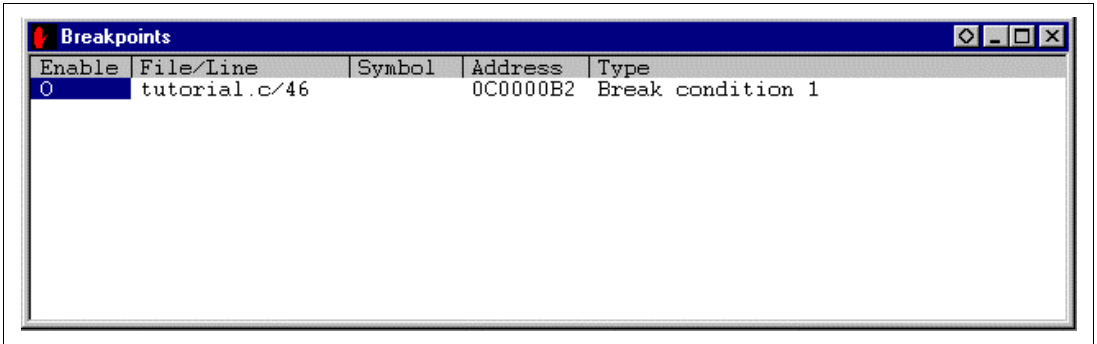 Breakpoints
Enable File/Line Symbol Address Type
O tutorial.c/46 0C0000B2 Break condition 1